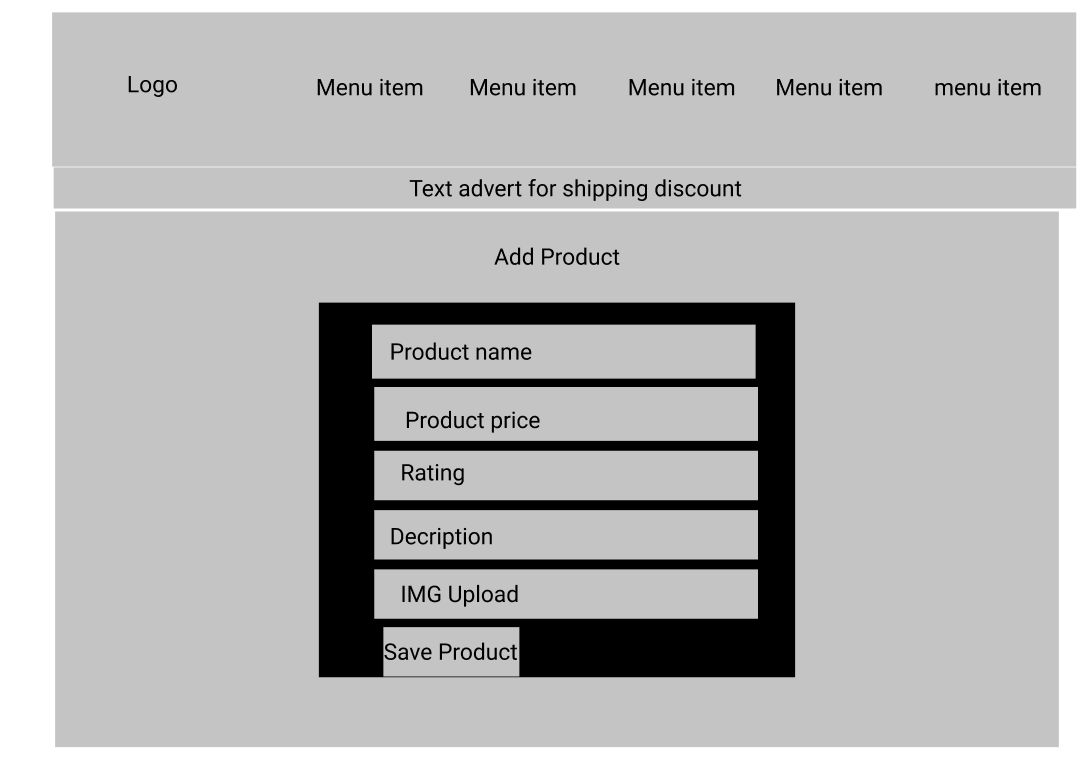 Logo
Menu item Menu item Menu item Menu item menu item
Text advert for shipping discount
Add Product
Product name
Product price
Rating
Decription
IMG Upload
Save Product